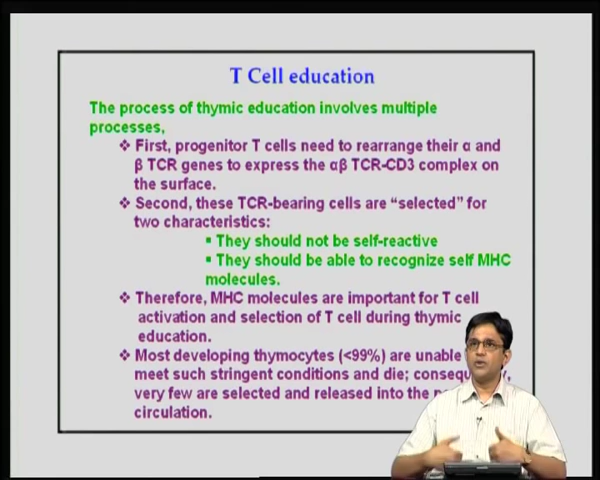 T Cell education
The process of thymic education involves multiple
processes,
❖ First, progenitor T cells need to rearrange their α and
β TCR genes to express the αβ TCR-CD3 complex on
the surface.
❖ Second, these TCR-bearing cells are “selected” for
two characteristics:
▪ They should not be self-reactive
▪ They should be able to recognize self MHC
molecules.
❖ Therefore, MHC molecules are important for T cell
activation and selection of T cell during thymic
education.
❖ Most developing thymocytes (<99%) are unable
meet such stringent conditions and die;
very few are selected and released into the
circulation.